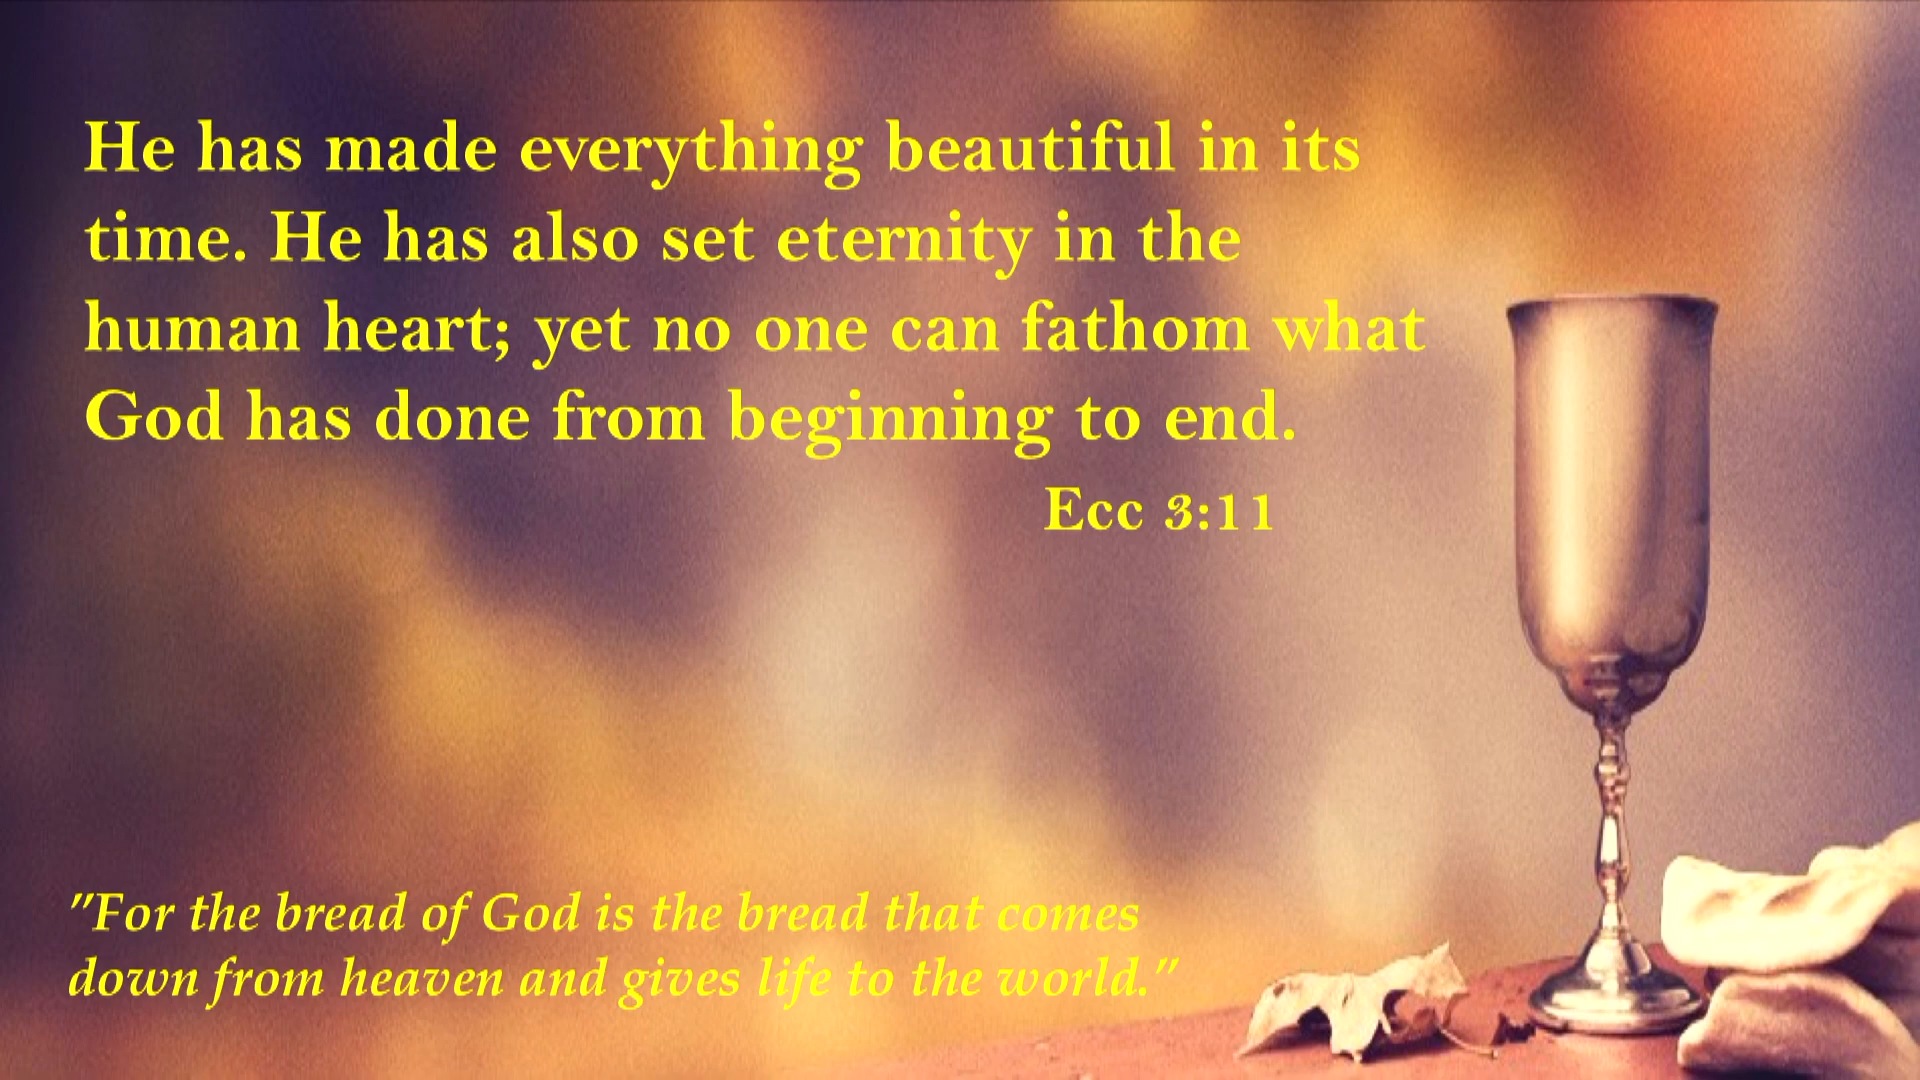 He has made everything beautiful in its
time. He has also set eternity in the
human heart; yet no one can fathom what
God has done from beginning to end.
Ecc 3:11
"For the bread of God is the bread that comes
down from heaven and gives life to the world."